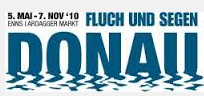 5. MAI - 7. NOV '10
ENNS I ARDAGGER MARKT
FLUCH UND SEGEN
DONAU